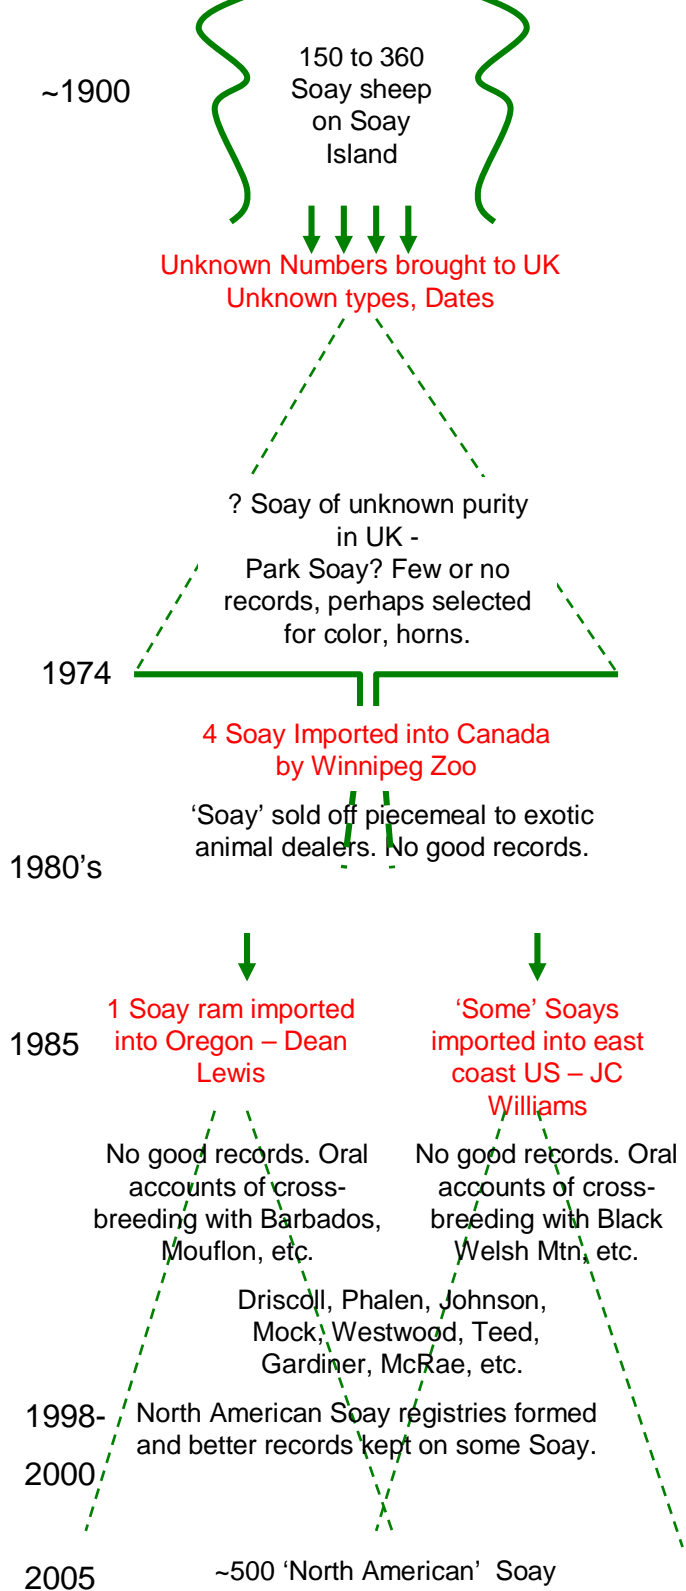 ~1900
150 to 360
Soay sheep
on Soay
Island
Unknown Numbers brought to UK
Unknown types, Dates
? Soay of unknown purity
in UK -
Park Soay? Few or no
records, perhaps selected
for color, horns.
1974
4 Soay Imported into Canada
by Winnipeg Zoo
‘Soay’ sold off piecemeal to exotic
animal dealers. No good records.
1980’s
1985
1 Soay ram imported
into Oregon – Dean
Lewis
‘Some’ Soays
imported into east
coast US – JC
Williams
No good records. Oral
accounts of cross-
breeding with Barbados,
Mouflon, etc.
No good records. Oral
accounts of cross-
breeding with Black
Welsh Mtn, etc.
Driscoll, Phalen, Johnson,
Mock, Westwood, Teed,
Gardiner, McRae, etc.
1998-
2000
North American Soay registries formed
and better records kept on some Soay.
2005
~500 ‘North American’ Soay